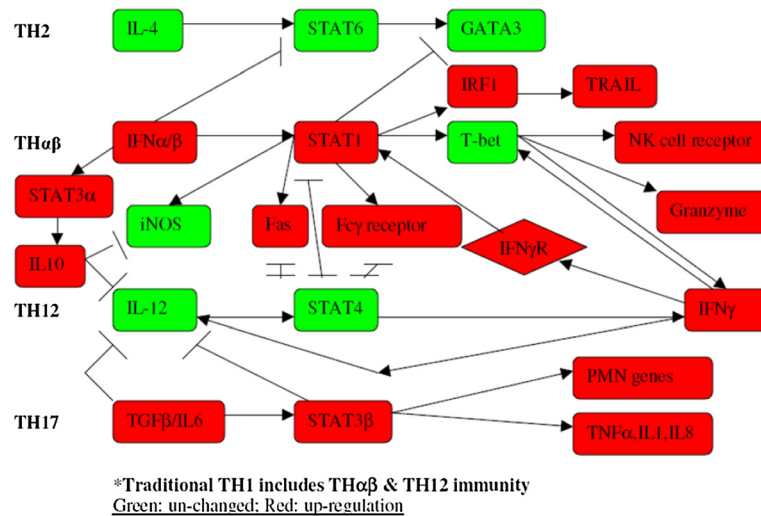 TH2 IL-4 STAT6 GATA3
IRF1 TRAIL
THαβ IFNα/β STAT1 T-bet NK cell receptor
STAT3α iNOS Fas Fcγ receptor Granzyme
IL10 IFNγR
TH12 IL-12 STAT4 IFNγ
PMN genes
TH17 TGFβ/IL6 STAT3β
TNFα,IL1,IL8
*Traditional TH1 includes THαβ & TH12 immunity
Green: un-changed; Red: up-regulation